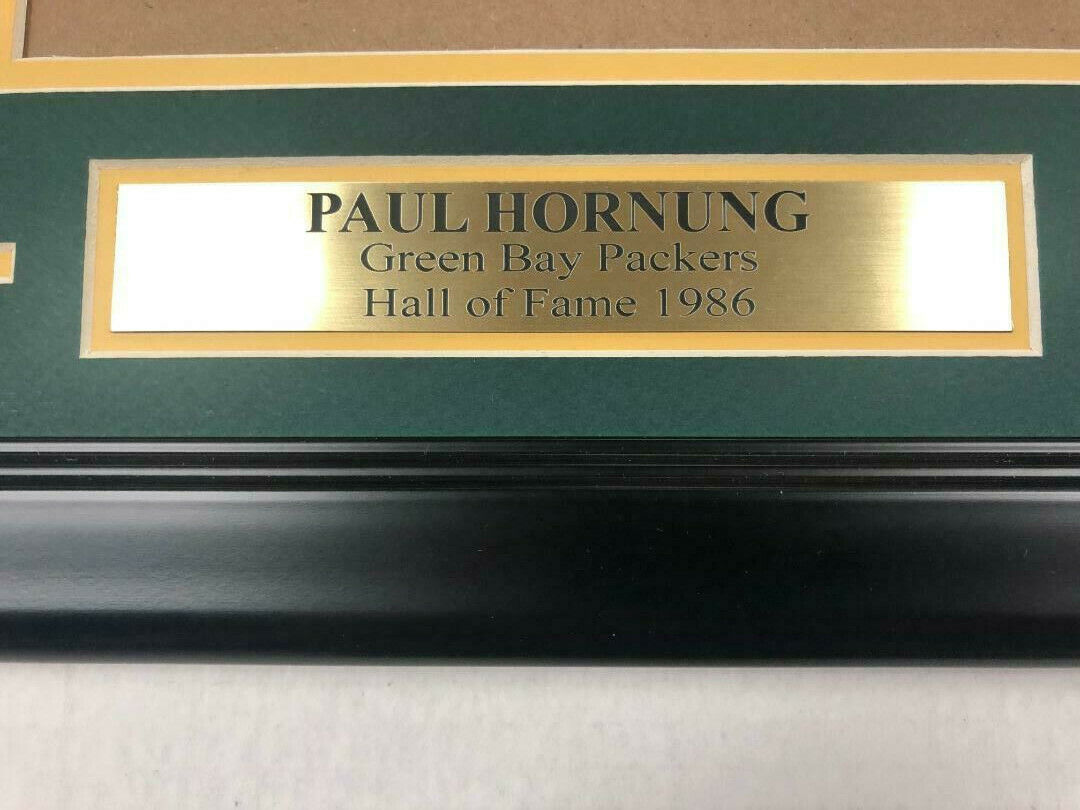 PAUL HORNUNG
Green Bay Packers
Hall of Fame 1986